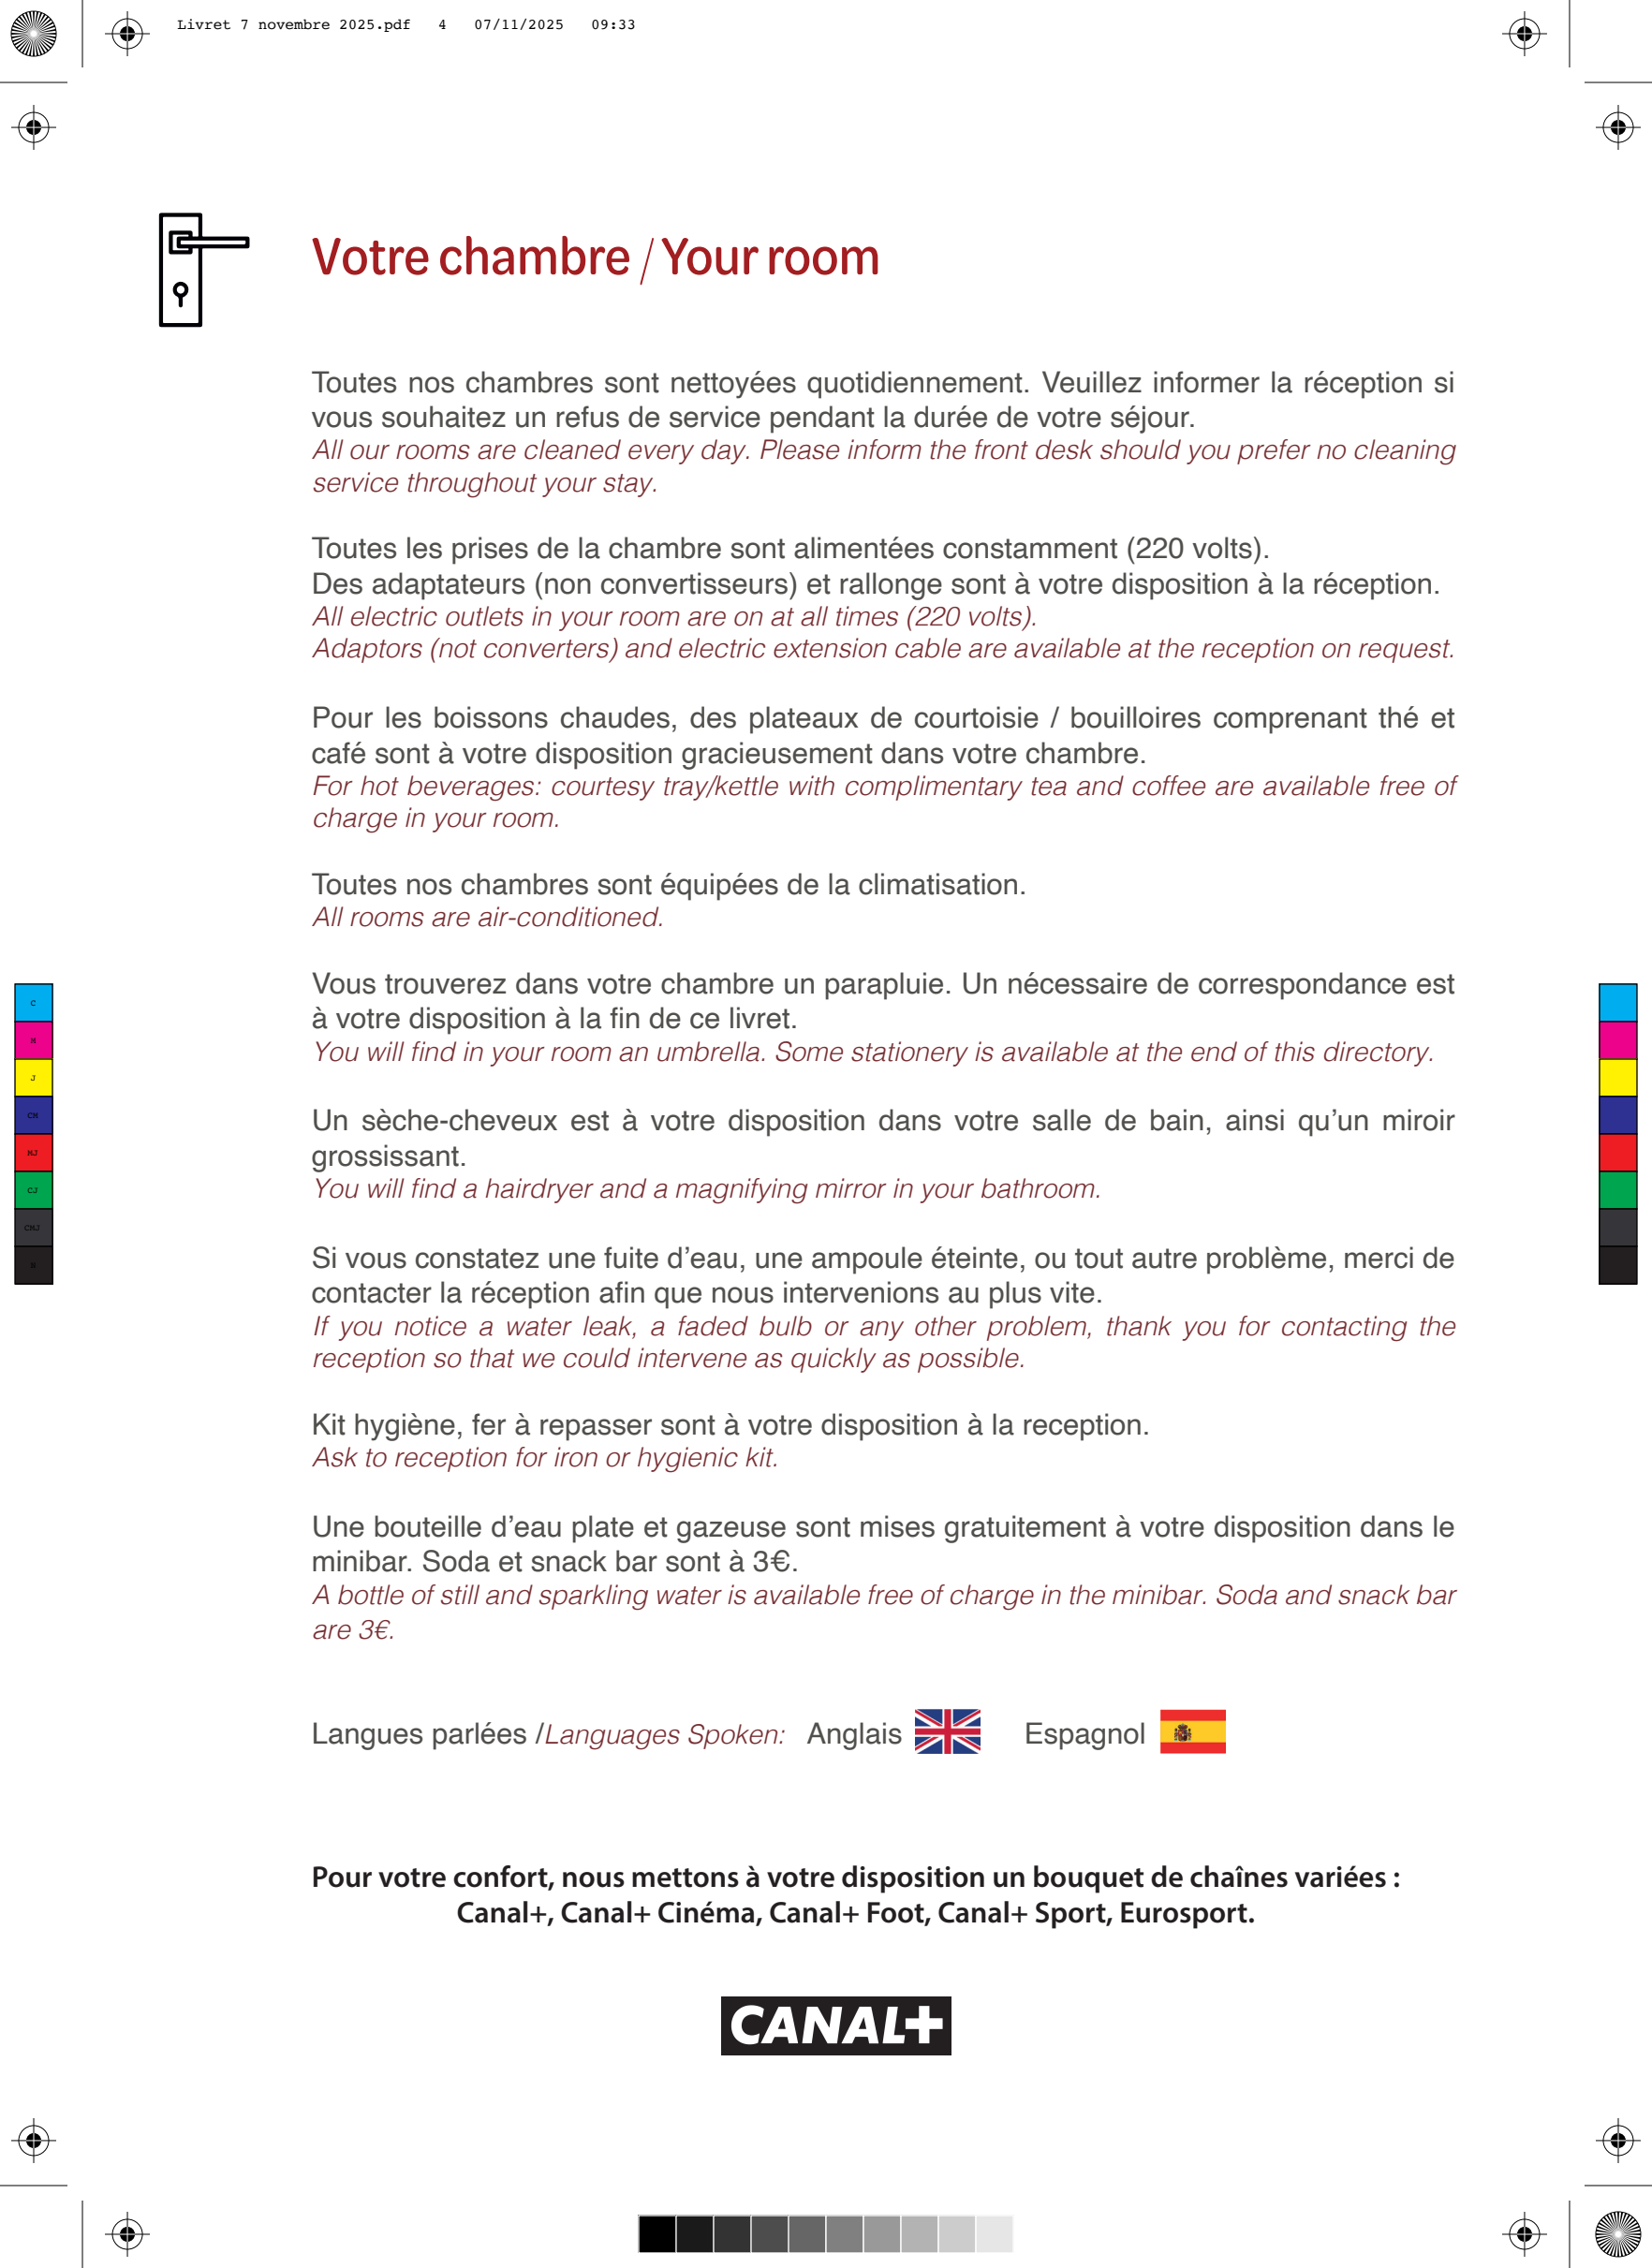 Livret 7 novembre 2025.pdf   4   07/11/2025   09:33
Votre chambre / Your room
Toutes nos chambres sont nettoyées quotidiennement. Veuillez informer la réception si
vous souhaitez un refus de service pendant la durée de votre séjour.
All our rooms are cleaned every day. Please inform the front desk should you prefer no cleaning
service throughout your stay.
Toutes les prises de la chambre sont alimentées constamment (220 volts).
Des adaptateurs (non convertisseurs) et rallonge sont à votre disposition à la réception.
All electric outlets in your room are on at all times (220 volts).
Adaptors (not converters) and electric extension cable are available at the reception on request.
Pour les boissons chaudes, des plateaux de courtoisie / bouilloires comprenant thé et
café sont à votre disposition gracieusement dans votre chambre.
For hot beverages: courtesy tray/kettle with complimentary tea and coffee are available free of
charge in your room.
Toutes nos chambres sont équipées de la climatisation.
All rooms are air-conditioned.
Vous trouverez dans votre chambre un parapluie. Un nécessaire de correspondance est
à votre disposition à la fin de ce livret.
You will find in your room an umbrella. Some stationery is available at the end of this directory.
Un sèche-cheveux est à votre disposition dans votre salle de bain, ainsi qu’un miroir
grossissant.
You will find a hairdryer and a magnifying mirror in your bathroom.
Si vous constatez une fuite d’eau, une ampoule éteinte, ou tout autre problème, merci de
contacter la réception afin que nous intervenions au plus vite.
If you notice a water leak, a faded bulb or any other problem, thank you for contacting the
reception so that we could intervene as quickly as possible.
Kit hygiène, fer à repasser sont à votre disposition à la reception.
Ask to reception for iron or hygienic kit.
Une bouteille d’eau plate et gazeuse sont mises gratuitement à votre disposition dans le
minibar. Soda et snack bar sont à 3€.
A bottle of still and sparkling water is available free of charge in the minibar. Soda and snack bar
are 3€.
Langues parlées /Languages Spoken: Anglais Espagnol
Pour votre confort, nous mettons à votre disposition un bouquet de chaînes variées :
Canal+, Canal+ Cinéma, Canal+ Foot, Canal+ Sport, Eurosport.
CANAL+
C
M
J
CM
MJ
CJ
CMJ
N